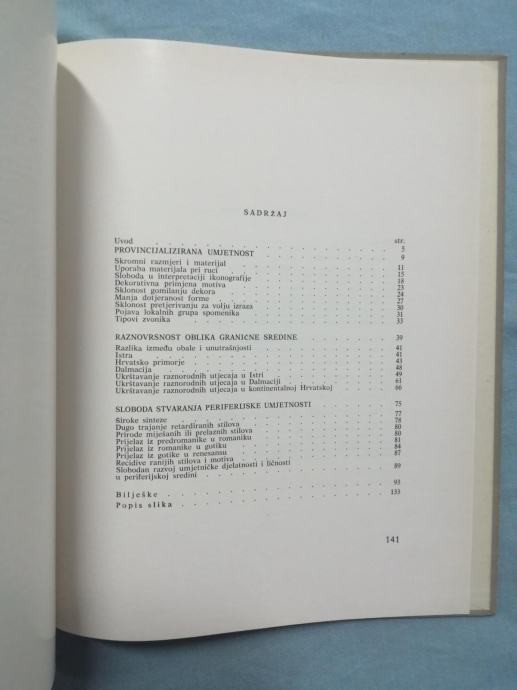 SADRŽAJ
str.
Uvod 5
PROVINCIJALIZIRANA UMJETNOST 9
Skromni razmjeri i materijal 11
Uporaba materijala pri ruci 15
Sloboda u interpretaciji ikonografije 18
Dekorativna primjena motiva 23
Sklonost gomilanju dekora 24
Manja dotjeranost forme 27
Sklonost pretjerivanju za volju izraza 30
Pojava lokalnih grupa spomenika 31
Tipovi zvonika 33
RAZNOVRSNOST OBLIKA GRANICNE SREDINE 39
Razlika između obale i unutrašnjosti 41
Istra 41
Hrvatsko primorje 43
Dalmacija 48
Ukrštavanje raznorodnih utjecaja u Istri 49
Ukrštavanje raznorodnih utjecaja u Dalmaciji 61
Ukrštavanje raznorodnih utjecaja u kontinentalnoj Hrvatskoj 66
SLOBODA STVARANJA PERIFERIJSKE UMJETNOSTI 75
Siroke sinteze 77
Dugo trajanje retardiranih stilova 78
Prirode miješanih ili prelaznih stilova 80
Prijelaz iz predromanike u romaniku 80
Prijelaz iz romanike u gotiku 81
Prijelaz iz gotike u renesansu 84
Recidive ranijih stilova i motiva 87
Slobodan razvoj umjetničke djelatnosti i ličnosti
u periferijskoj sredini 89
Bilješke 93
Popis slika 133
141